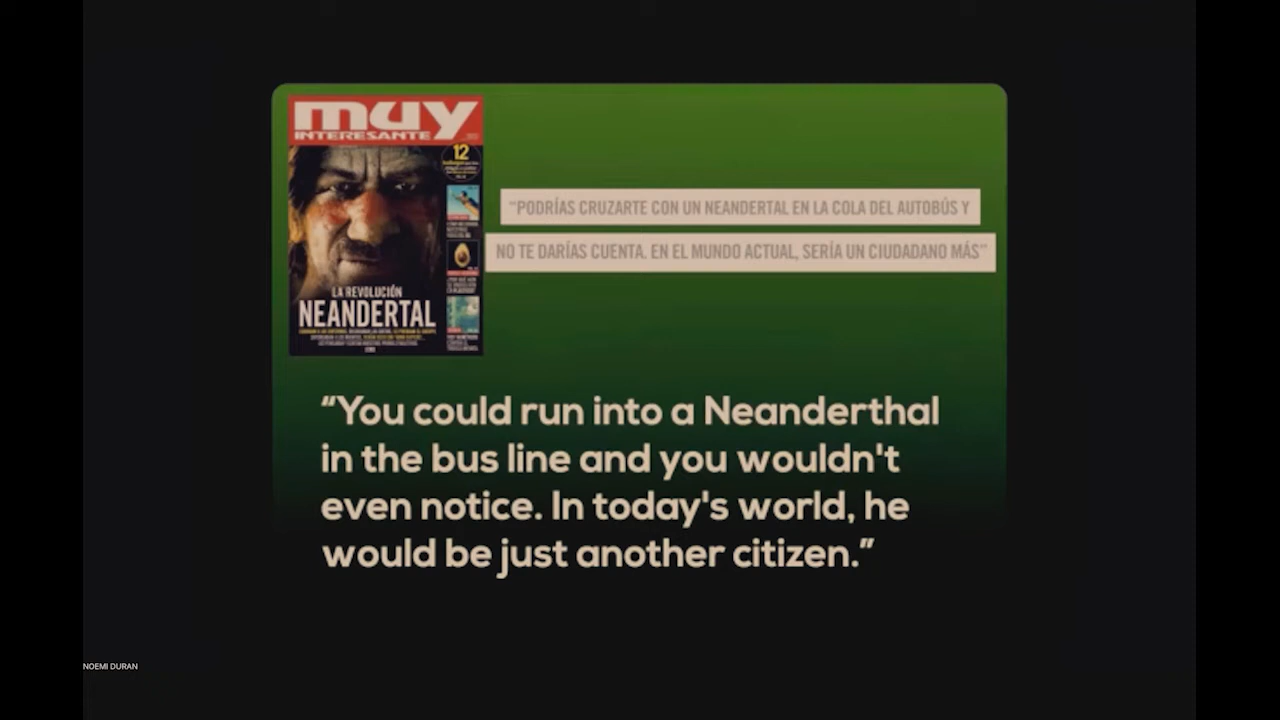 muy
INTERESANTE
12
LA REVOLUCIÓN
NEANDERTAL
“PODRÍAS CRUZARTE CON UN NEANDERTAL EN LA COLA DEL AUTOBÚS Y
NO TE DARÍAS CUENTA. EN EL MUNDO ACTUAL, SERÍA UN CIUDADANO MÁS”
“You could run into a Neanderthal
in the bus line and you wouldn't
even notice. In today's world, he
would be just another citizen.”
NOEMI DURAN